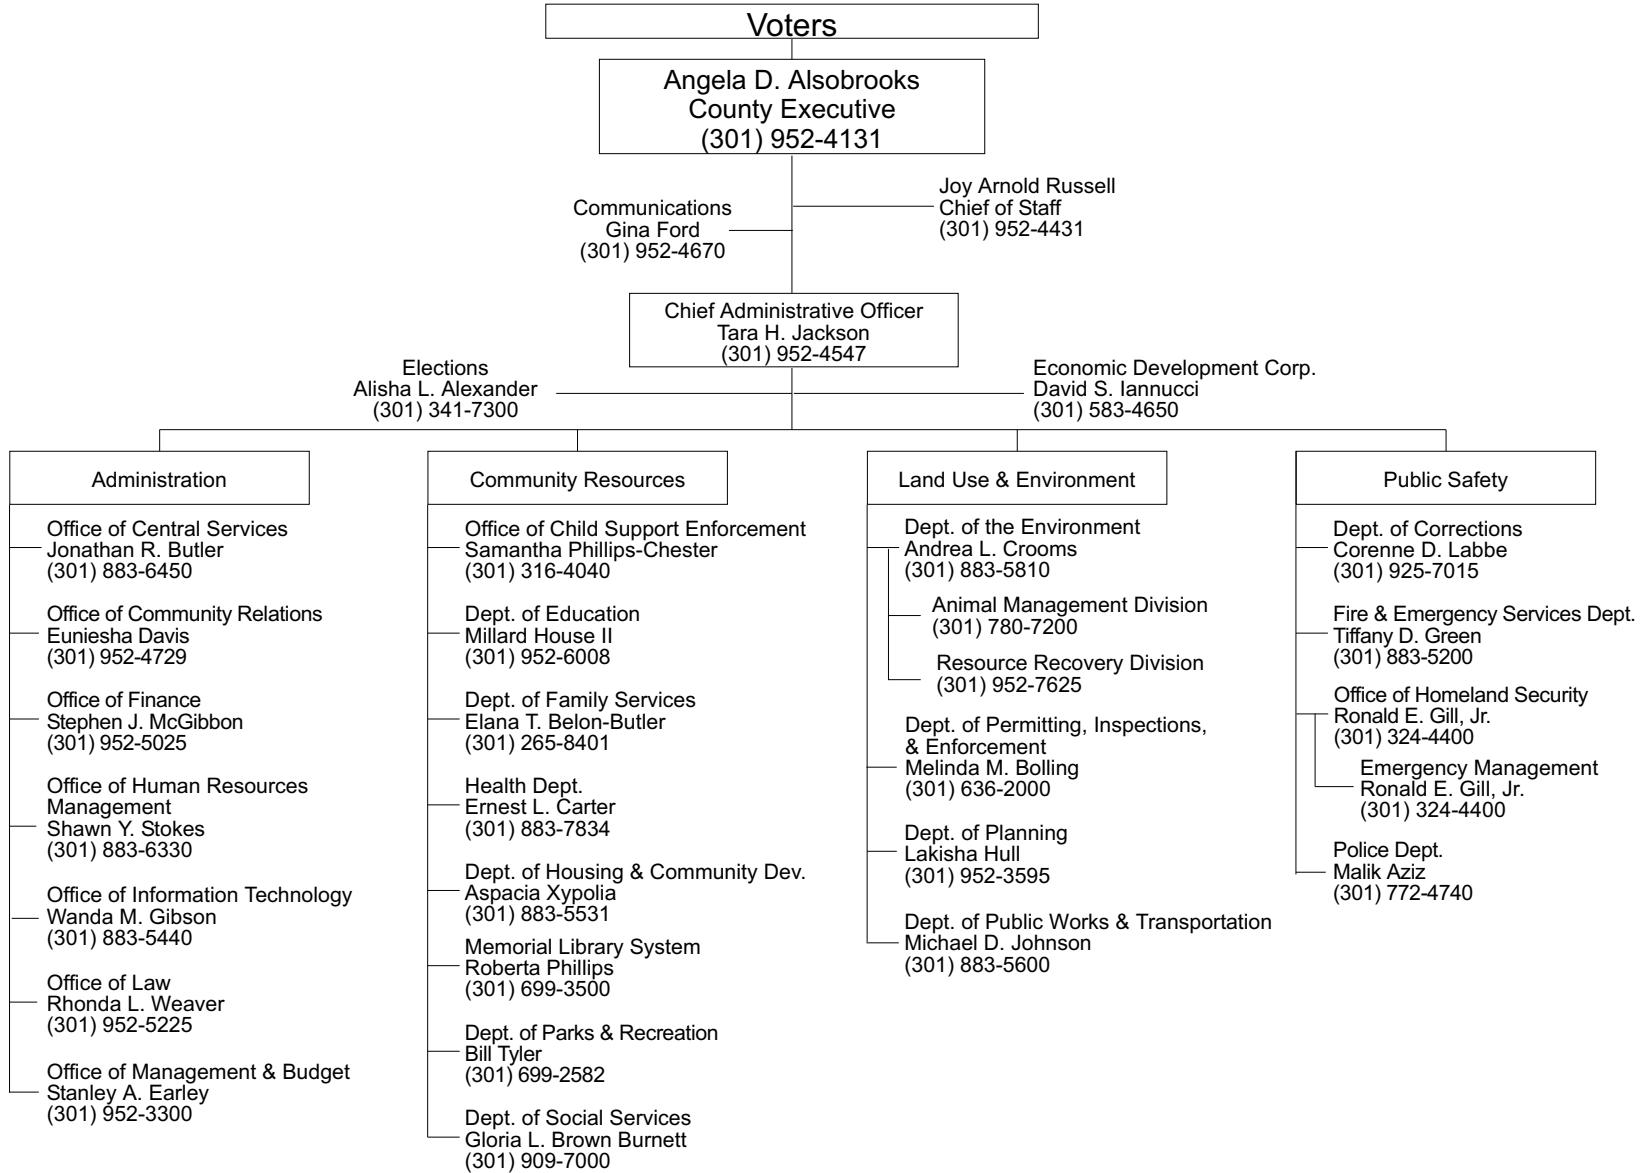 Voters
Angela D. Alsobrooks
County Executive
(301) 952-4131
Communications
Gina Ford
(301) 952-4670
Joy Arnold Russell
Chief of Staff
(301) 952-4431
Chief Administrative Officer
Tara H. Jackson
(301) 952-4547
Elections
Alisha L. Alexander
(301) 341-7300
Economic Development Corp.
David S. Iannucci
(301) 583-4650
Administration
Office of Central Services
Jonathan R. Butler
(301) 883-6450
Office of Community Relations
Euniesha Davis
(301) 952-4729
Office of Finance
Stephen J. McGibbon
(301) 952-5025
Office of Human Resources
Management
Shawn Y. Stokes
(301) 883-6330
Office of Information Technology
Wanda M. Gibson
(301) 883-5440
Office of Law
Rhonda L. Weaver
(301) 952-5225
Office of Management & Budget
Stanley A. Earley
(301) 952-3300
Community Resources
Office of Child Support Enforcement
Samantha Phillips-Chester
(301) 316-4040
Dept. of Education
Millard House II
(301) 952-6008
Dept. of Family Services
Elana T. Belon-Butler
(301) 265-8401
Health Dept.
Ernest L. Carter
(301) 883-7834
Dept. of Housing & Community Dev.
Aspacia Xypolia
(301) 883-5531
Memorial Library System
Roberta Phillips
(301) 699-3500
Dept. of Parks & Recreation
Bill Tyler
(301) 699-2582
Dept. of Social Services
Gloria L. Brown Burnett
(301) 909-7000
Land Use & Environment
Dept. of the Environment
Andrea L. Crooms
(301) 883-5810
Animal Management Division
(301) 780-7200
Resource Recovery Division
(301) 952-7625
Dept. of Permitting, Inspections,
& Enforcement
Melinda M. Bolling
(301) 636-2000
Dept. of Planning
Lakisha Hull
(301) 952-3595
Dept. of Public Works & Transportation
Michael D. Johnson
(301) 883-5600
Public Safety
Dept. of Corrections
Corenne D. Labbe
(301) 925-7015
Fire & Emergency Services Dept.
Tiffany D. Green
(301) 883-5200
Office of Homeland Security
Ronald E. Gill, Jr.
(301) 324-4400
Emergency Management
Ronald E. Gill, Jr.
(301) 324-4400
Police Dept.
Malik Aziz
(301) 772-4740